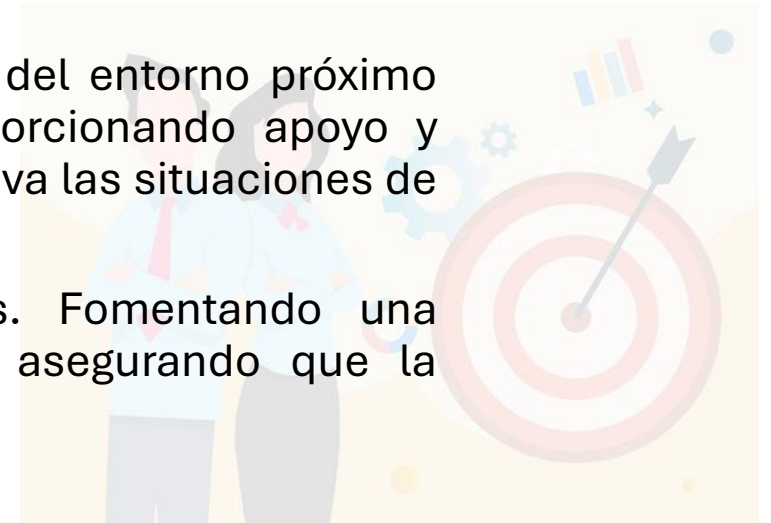 del entorno próximo
orcionando apoyo y
va las situaciones de
s. Fomentando una
asegurando que la